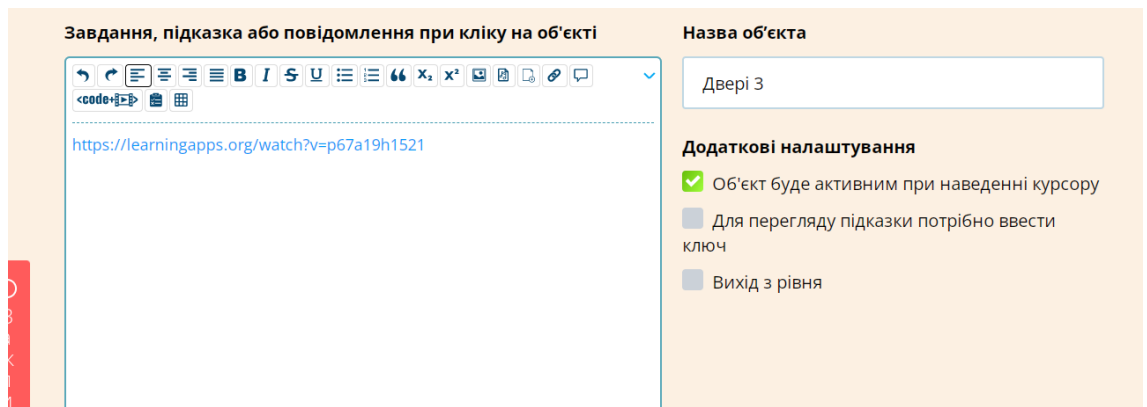 Завдання, підказка або повідомлення при кліку на об'єкті
<code+
https://learningapps.org/watch?v=p67a19h1521
Назва об’єкта
Двері 3
Додаткові налаштування
Об'єкт буде активним при наведенні курсору
Для перегляду підказки потрібно ввести
ключ
Вихід з рівня